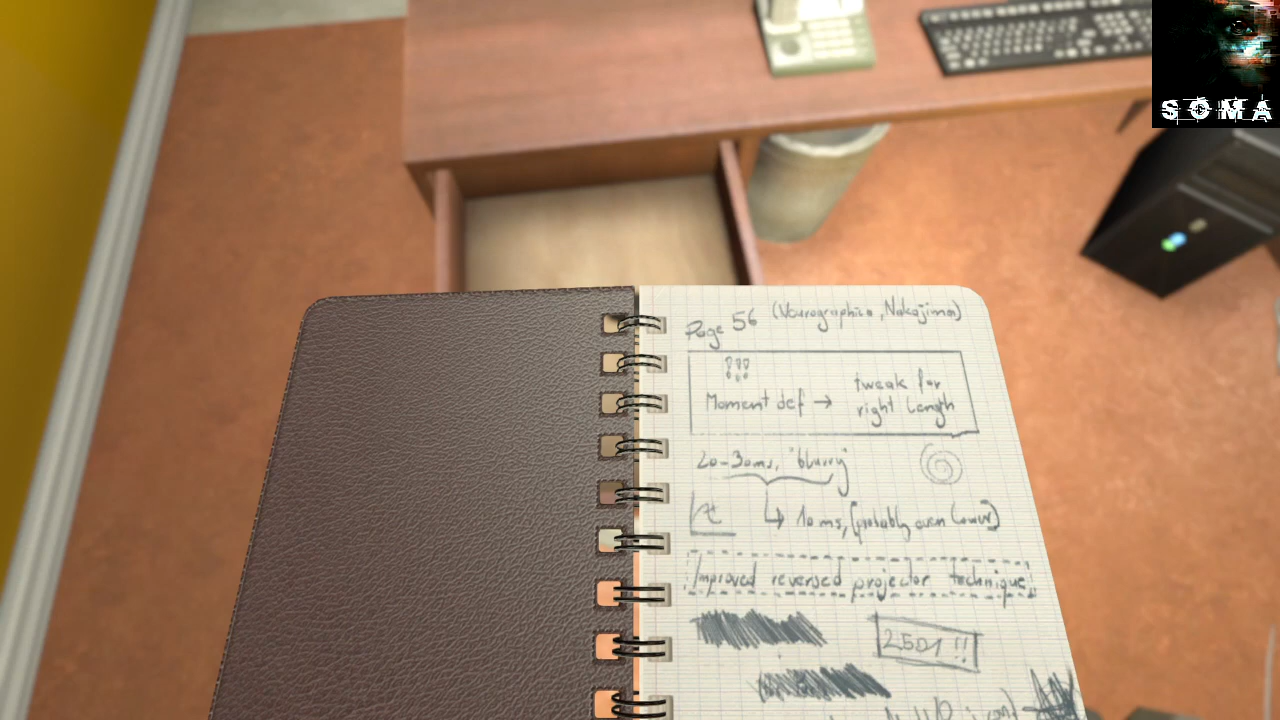 SOMA
Page 56 (Neurographics, Nakajima)
!!!
Moment def → tweak for
right length
20-30ms, "blurry"
10 ms, (probably even lower)
Improved reversed projector technique
2501 !!